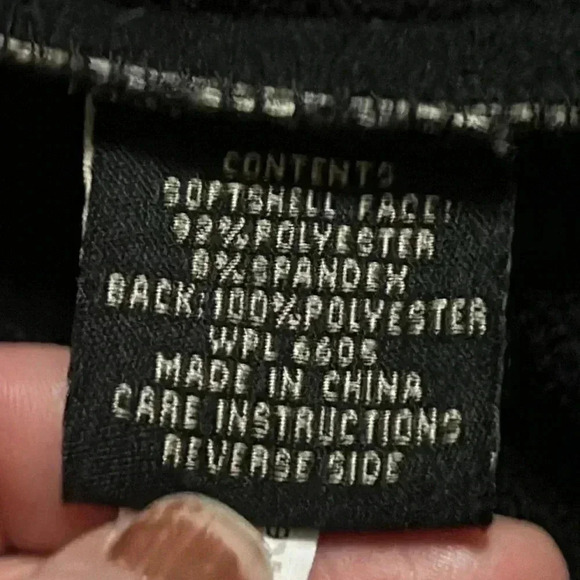 CONTENTS
SOFTSHELL FACE:
92%POLYESTER
8%SPANDEX
BACK:100%POLYESTER
WPL 6605
MADE IN CHINA
CARE INSTRUCTIONS
REVERSE SIDE